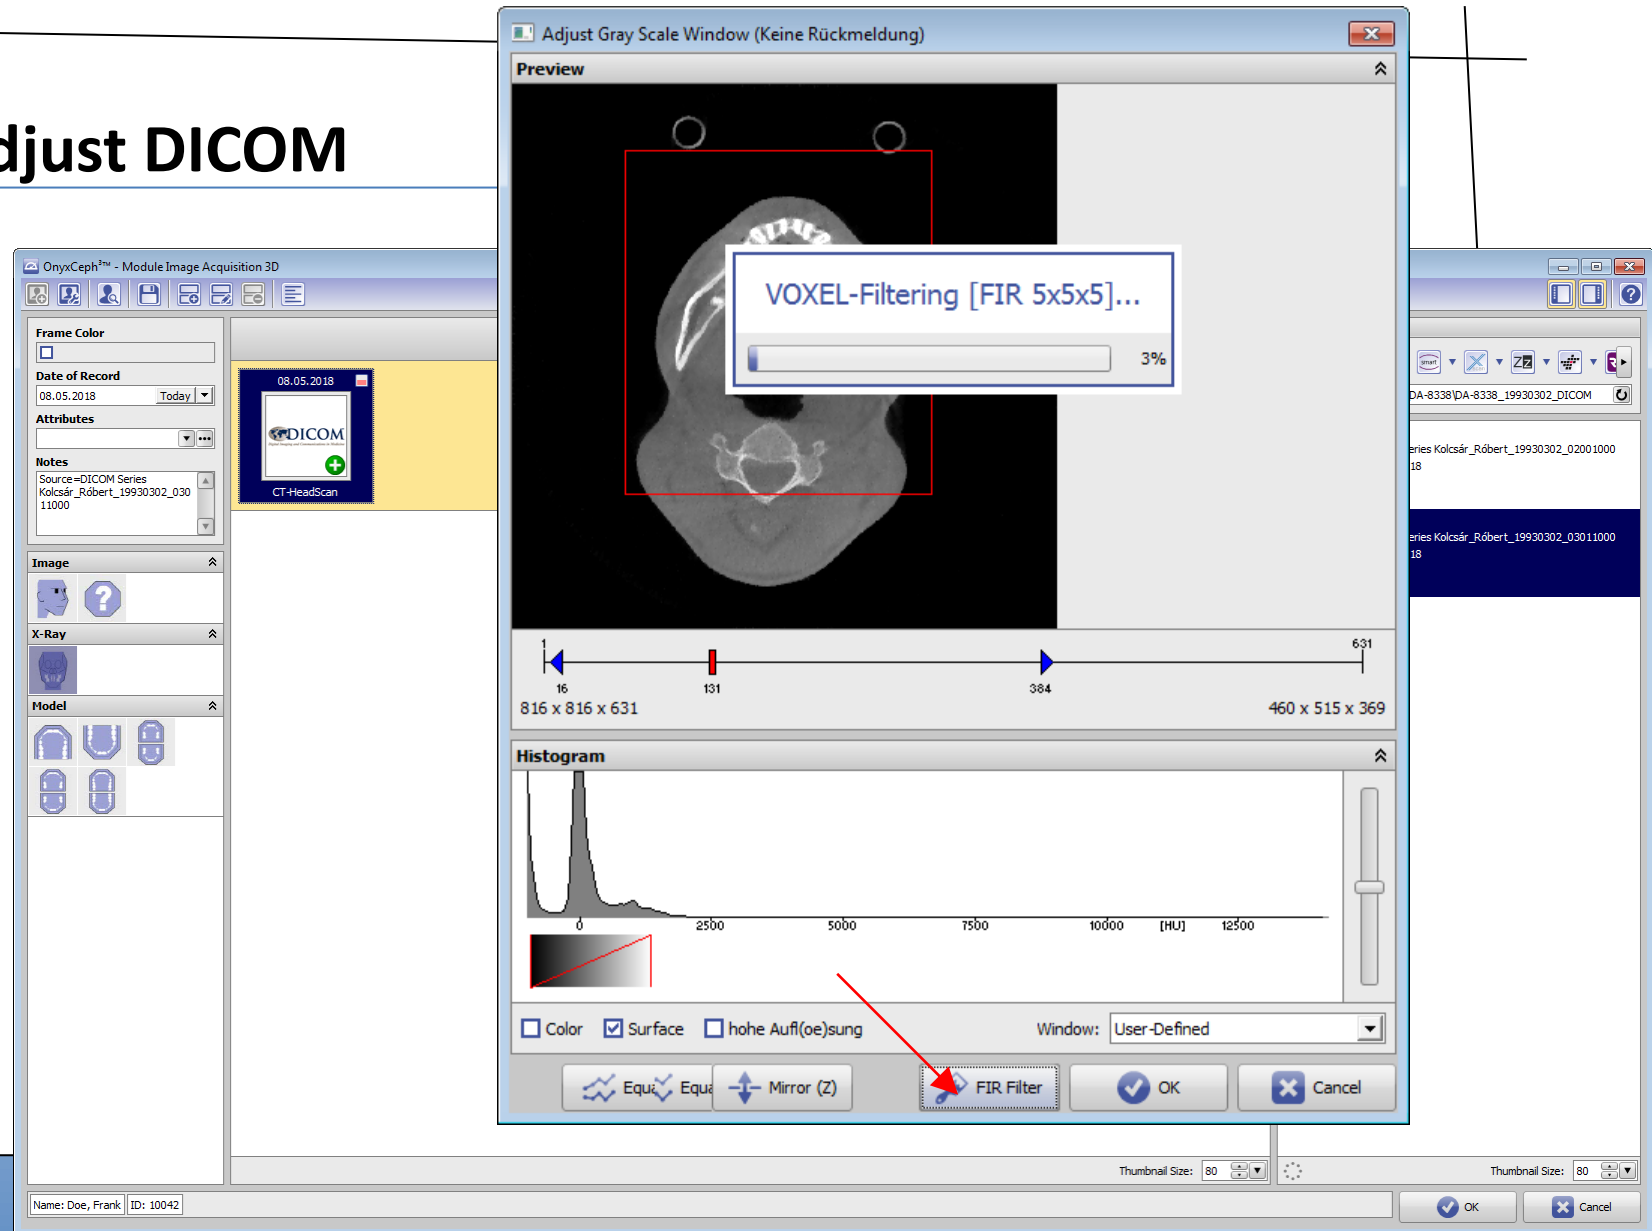 djust DICOM
Adjust Gray Scale Window (Keine Rückmeldung)
Preview
VOXEL-Filtering [FIR 5x5x5]...
3%
1
631
16
131
384
816 x 816 x 631
460 x 515 x 369
Histogram
0
2500
5000
7500
10000
[HU]
12500
Color
Surface
hohe Aufl(oe)sung
Window:
User-Defined
Equa
Equa
Mirror (Z)
FIR Filter
OK
Cancel
OnyxCeph³™ - Module Image Acquisition 3D
Frame Color
Date of Record
08.05.2018
Today
Attributes
Notes
Source=DICOM Series
Kolcsár_Róbert_19930302_030
11000
Image
X-Ray
Model
08.05.2018
DICOM
CT-HeadScan
smart
DA-8338\DA-8338_19930302_DICOM
eries Kolcsár_Róbert_19930302_02001000
18
eries Kolcsár_Róbert_19930302_03011000
18
Thumbnail Size:
80
Thumbnail Size:
80
Name: Doe, Frank
ID: 10042
OK
Cancel